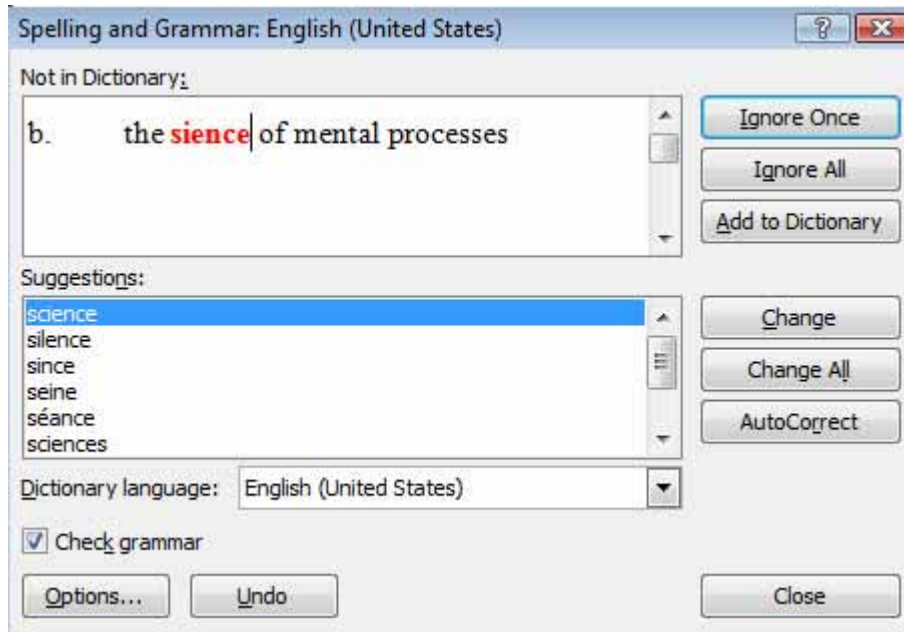 Spelling and Grammar: English (United States)
Not in Dictionary:
b. the sience of mental processes
Ignore Once
Ignore All
Add to Dictionary
Suggestions:
science
silence
since
seine
séance
sciences
Change
Change All
AutoCorrect
Dictionary language: English (United States)
Check grammar
Options... Undo Close